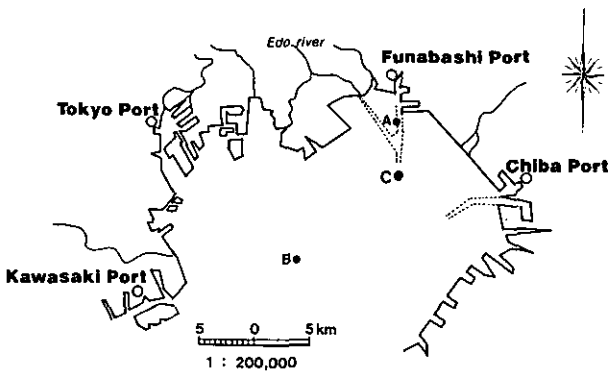 Edo river
Funabashi Port
Tokyo Port
A
Chiba Port
C
B
Kawasaki Port
5 0 5 km
1 : 200,000